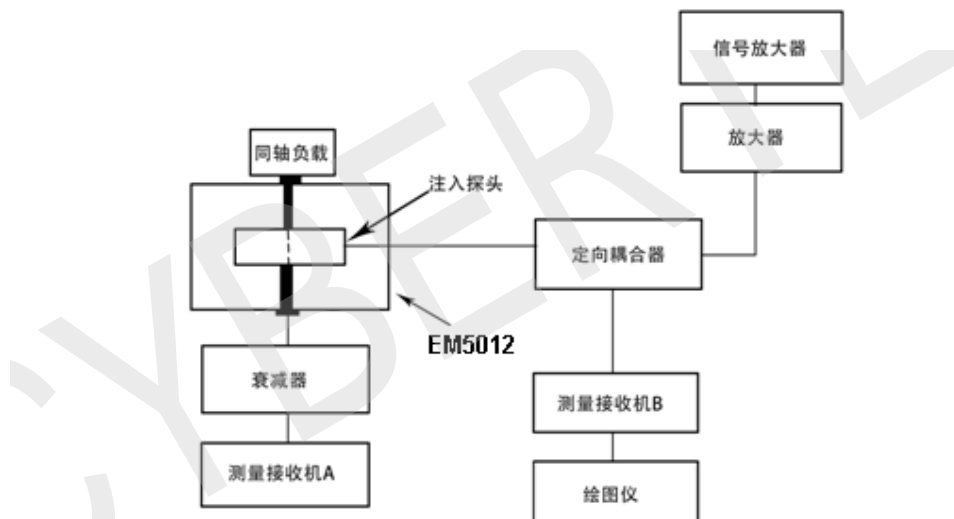 信号放大器
放大器
同轴负载
注入探头
定向耦合器
EM5012
衰减器
测量接收机B
测量接收机A
绘图仪
CYBERTE